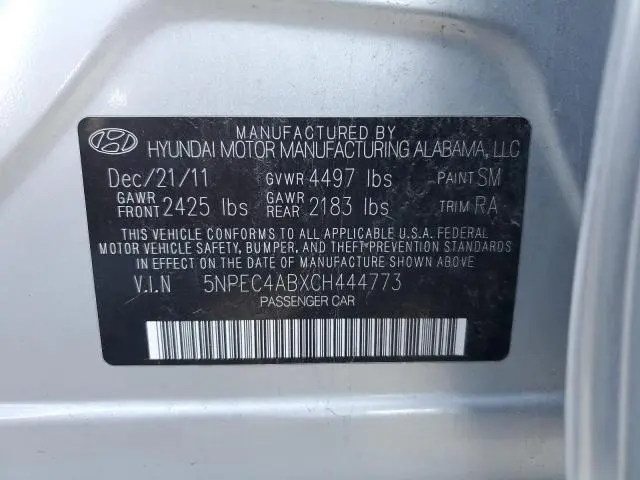 MANUFACTURED BY
HYUNDAI MOTOR MANUFACTURING ALABAMA, LLC
Dec/21/11 GVWR 4497 lbs PAINT SM
GAWR FRONT 2425 lbs GAWR REAR 2183 lbs TRIM RA
THIS VEHICLE CONFORMS TO ALL APPLICABLE U.S.A. FEDERAL
MOTOR VEHICLE SAFETY, BUMPER, AND THEFT PREVENTION STANDARDS
IN EFFECT ON THE DATE OF MANUFACTURE SHOWN ABOVE.
V.I.N 5NPEC4ABXCH444773
PASSENGER CAR